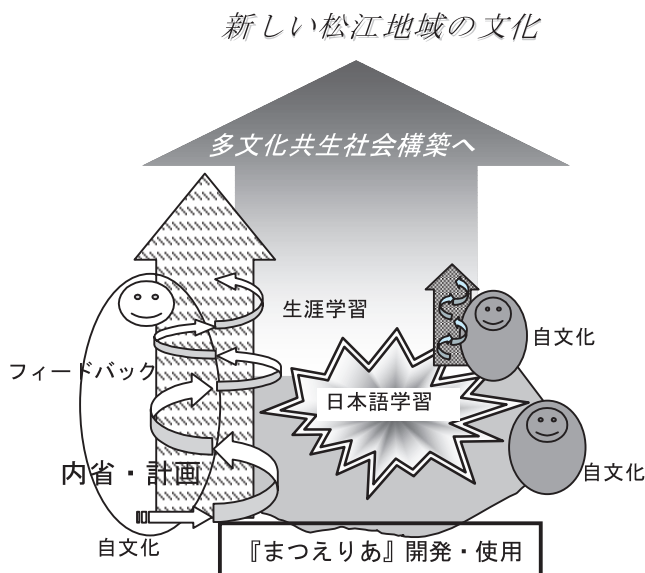 新しい松江地域の文化
多文化共生社会構築へ
生涯学習
自文化
フィードバック
日本語学習
内省・計画
自文化
自文化
『まつえりあ』開発・使用